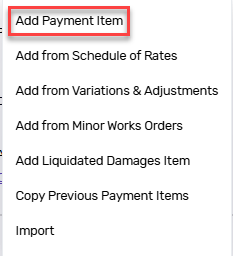 Add Payment Item
Add from Schedule of Rates
Add from Variations & Adjustments
Add from Minor Works Orders
Add Liquidated Damages Item
Copy Previous Payment Items
Import